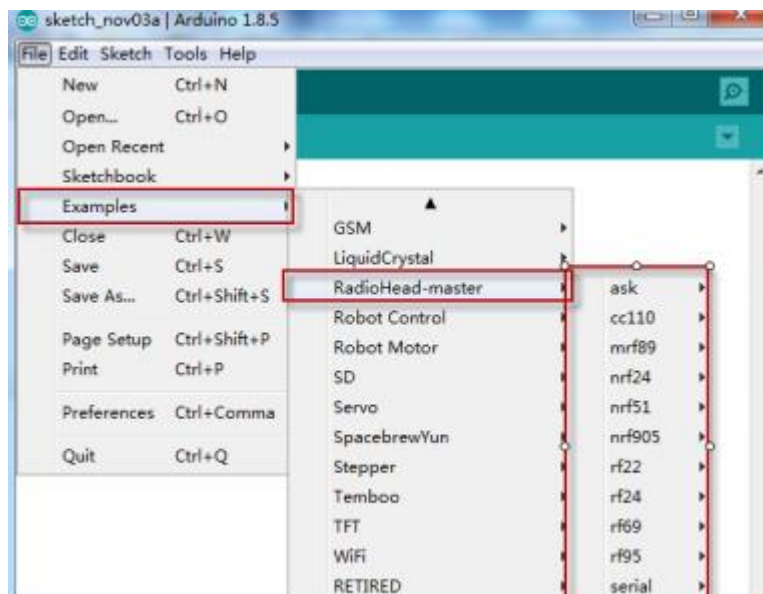 sketch_nov03a | Arduino 1.8.5
File Edit Sketch Tools Help
New Ctrl+N
Open... Ctrl+O
Open Recent
Sketchbook
Examples
Close Ctrl+W
Save Ctrl+S
Save As... Ctrl+Shift+S
Page Setup Ctrl+Shift+P
Print Ctrl+P
Preferences Ctrl+Comma
Quit Ctrl+Q
GSM
LiquidCrystal
RadioHead-master
Robot Control
Robot Motor
SD
Servo
SpacebrewYun
Stepper
Temboo
TFT
WiFi
RETIRED
ask
cc110
mrf89
nrf24
nrf51
nrf905
rf22
rf24
rf69
rf95
serial